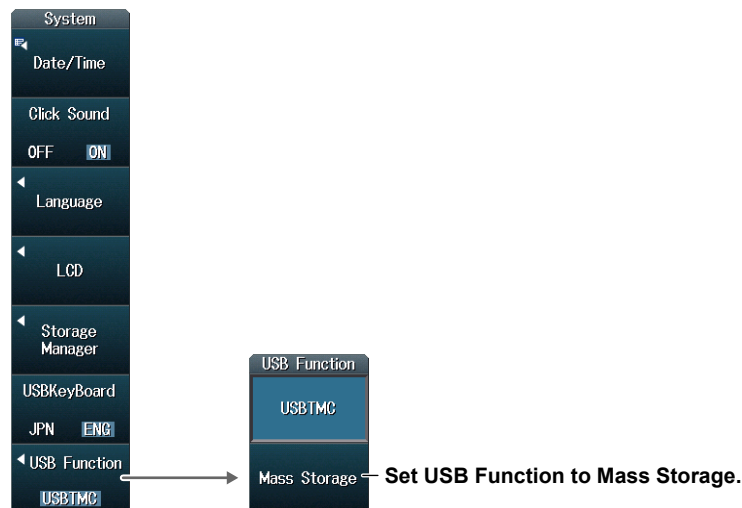 System
Date/Time
Click Sound
OFF ON
Language
LCD
Storage
Manager
USBKeyBoard
JPN ENG
USB Function
USBTMC
USB Function
USBTMC
Mass Storage
Set USB Function to Mass Storage.